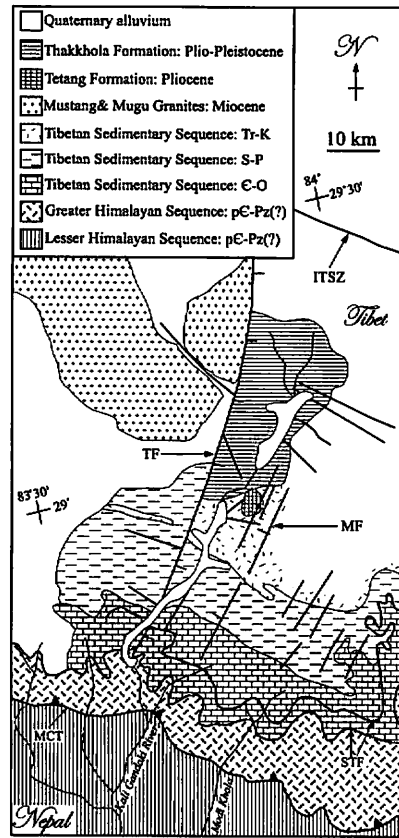 Quaternary alluvium
Thakkhola Formation: Plio-Pleistocene
Tetang Formation: Pliocene
Mustang& Mugu Granites: Miocene
Tibetan Sedimentary Sequence: Tr-K
Tibetan Sedimentary Sequence: S-P
Tibetan Sedimentary Sequence: Є-O
Greater Himalayan Sequence: pЄ-Pz(?)
Lesser Himalayan Sequence: pЄ-Pz(?)
N
10 km
84°
29°30'
ITSZ
Tibet
TF
83°30'
29°
MF
MCT
STF
Kali Gandaki River
Modi Khola
Nepal